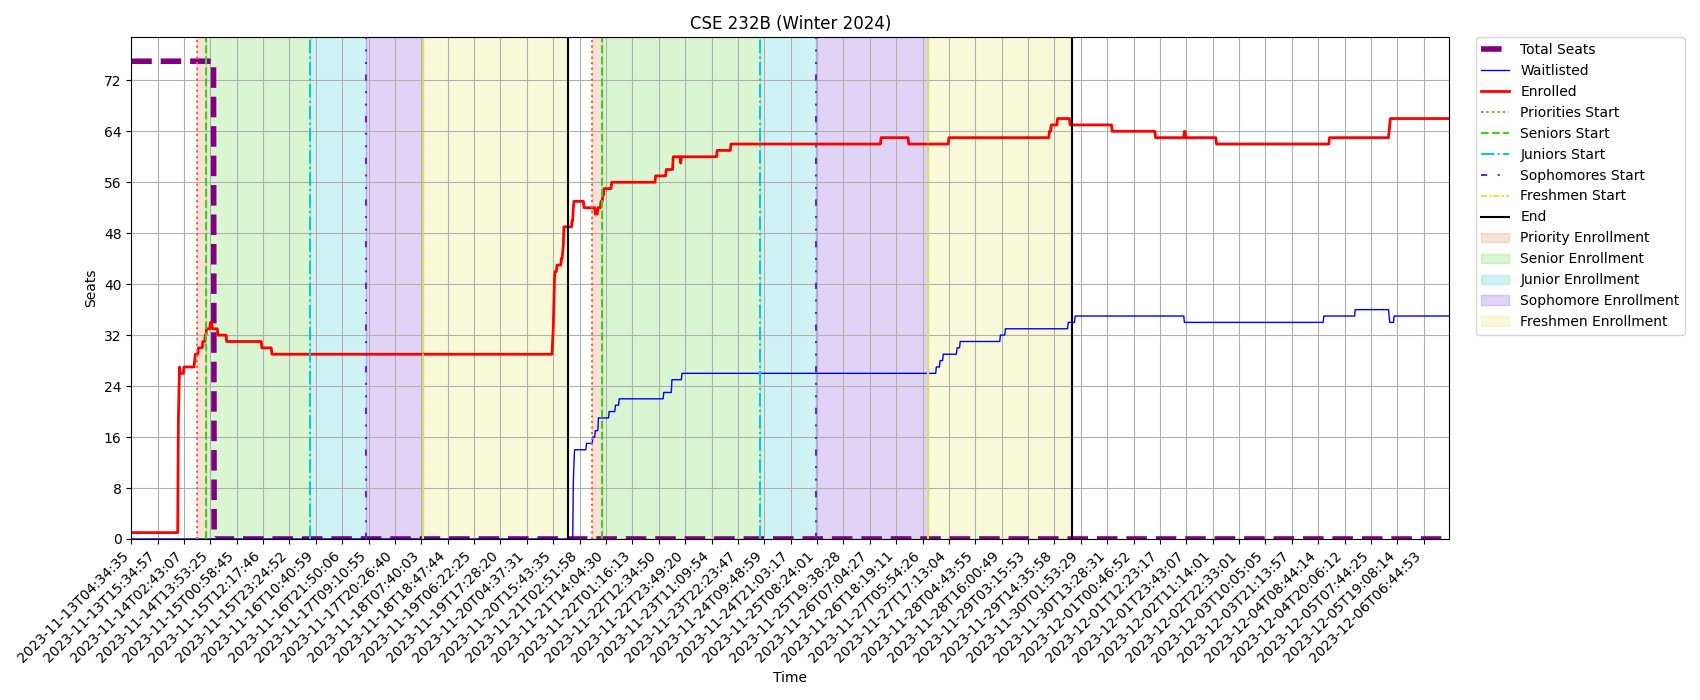 CSE 232B (Winter 2024)
Seats
72
64
56
48
40
32
24
16
8
0
2023-11-13T04:34:35
2023-11-13T15:34:57
2023-11-14T02:43:07
2023-11-14T13:53:25
2023-11-15T00:58:45
2023-11-15T12:17:46
2023-11-15T23:24:52
2023-11-16T10:40:59
2023-11-16T21:50:06
2023-11-17T09:10:55
2023-11-17T20:26:40
2023-11-18T07:40:03
2023-11-18T18:47:44
2023-11-19T06:22:25
2023-11-19T17:28:20
2023-11-20T04:37:31
2023-11-20T15:43:35
2023-11-21T02:51:58
2023-11-21T14:04:30
2023-11-22T01:16:13
2023-11-22T12:34:50
2023-11-22T23:49:20
2023-11-23T11:09:54
2023-11-23T22:23:47
2023-11-24T09:48:59
2023-11-24T21:03:17
2023-11-25T08:24:01
2023-11-25T19:38:28
2023-11-26T07:04:27
2023-11-26T18:19:11
2023-11-27T05:54:26
2023-11-27T17:13:04
2023-11-28T04:43:55
2023-11-28T16:00:49
2023-11-29T03:15:53
2023-11-29T14:35:58
2023-11-30T01:53:29
2023-11-30T13:28:31
2023-12-01T00:46:52
2023-12-01T12:23:17
2023-12-01T23:43:07
2023-12-02T11:14:01
2023-12-02T22:33:01
2023-12-03T10:05:05
2023-12-03T21:13:57
2023-12-04T08:44:14
2023-12-04T20:06:12
2023-12-05T07:44:25
2023-12-05T19:08:14
2023-12-06T06:44:53
Time
Total Seats
Waitlisted
Enrolled
Priorities Start
Seniors Start
Juniors Start
Sophomores Start
Freshmen Start
End
Priority Enrollment
Senior Enrollment
Junior Enrollment
Sophomore Enrollment
Freshmen Enrollment